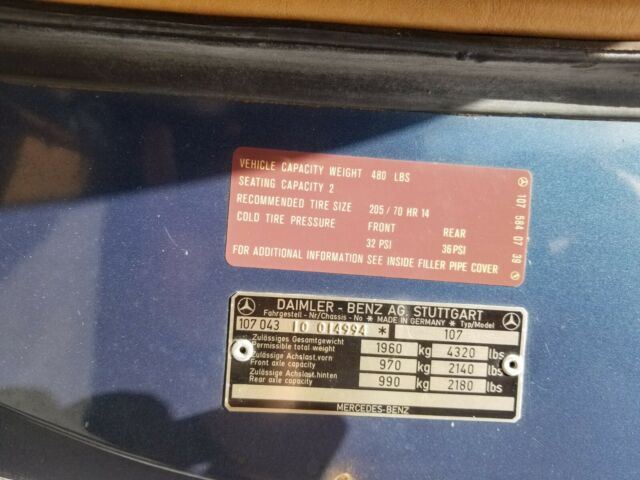 VEHICLE CAPACITY WEIGHT 480 LBS
SEATING CAPACITY 2
RECOMMENDED TIRE SIZE 205 / 70 HR 14
COLD TIRE PRESSURE FRONT REAR
32 PSI 36 PSI
FOR ADDITIONAL INFORMATION SEE INSIDE FILLER PIPE COVER
107 584 07 39
DAIMLER - BENZ AG. STUTTGART
Fahrgestell - Nr/Chassis - No * MADE IN GERMANY * Typ/Model
107 043 10 014994 * 107
Zulässiges Gesamtgewicht
Permissible total weight 1960 kg 4320 lbs
Zulässige Achslast.vorn
Front axle capacity 970 kg 2140 lbs
Zulässige Achslast.hinten
Rear axle capacity 990 kg 2180 lbs
MERCEDES-BENZ